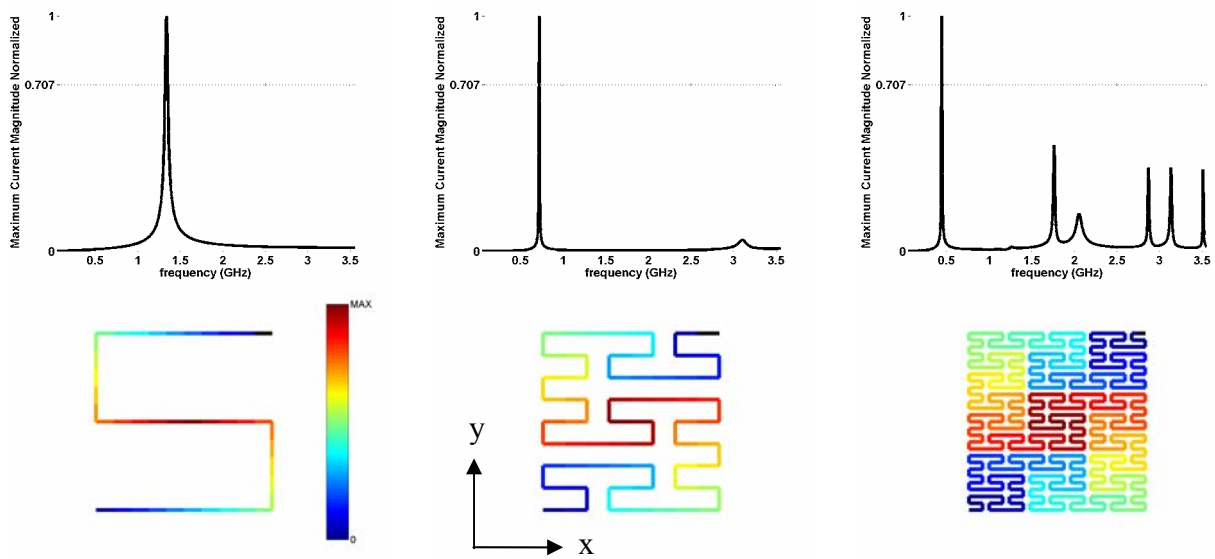 Maximum Current Magnitude Normalized
1
0.707
0
0.5 1 1.5 2 2.5 3 3.5
frequency (GHz)
Maximum Current Magnitude Normalized
1
0.707
0
0.5 1 1.5 2 2.5 3 3.5
frequency (GHz)
Maximum Current Magnitude Normalized
1
0.707
0
0.5 1 1.5 2 2.5 3 3.5
frequency (GHz)
MAX
0
y
x